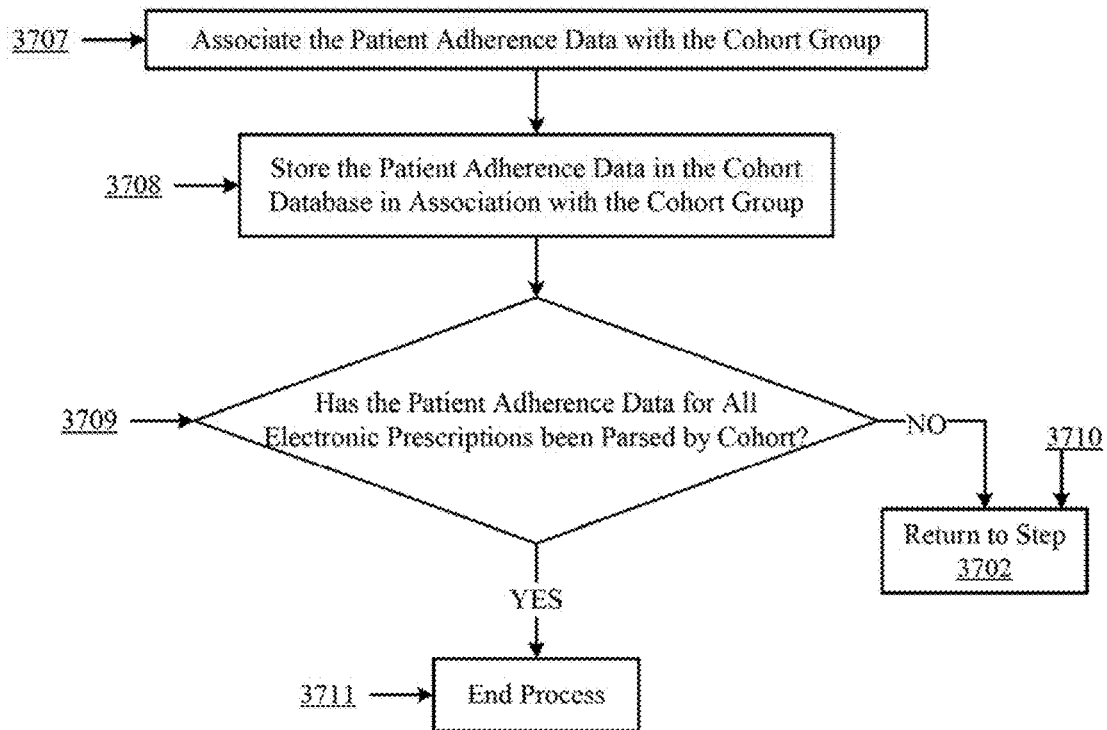 3707
Associate the Patient Adherence Data with the Cohort Group
3708
Store the Patient Adherence Data in the Cohort
Database in Association with the Cohort Group
3709
Has the Patient Adherence Data for All
Electronic Prescriptions been Parsed by Cohort?
NO
3710
Return to Step
3702
YES
3711
End Process